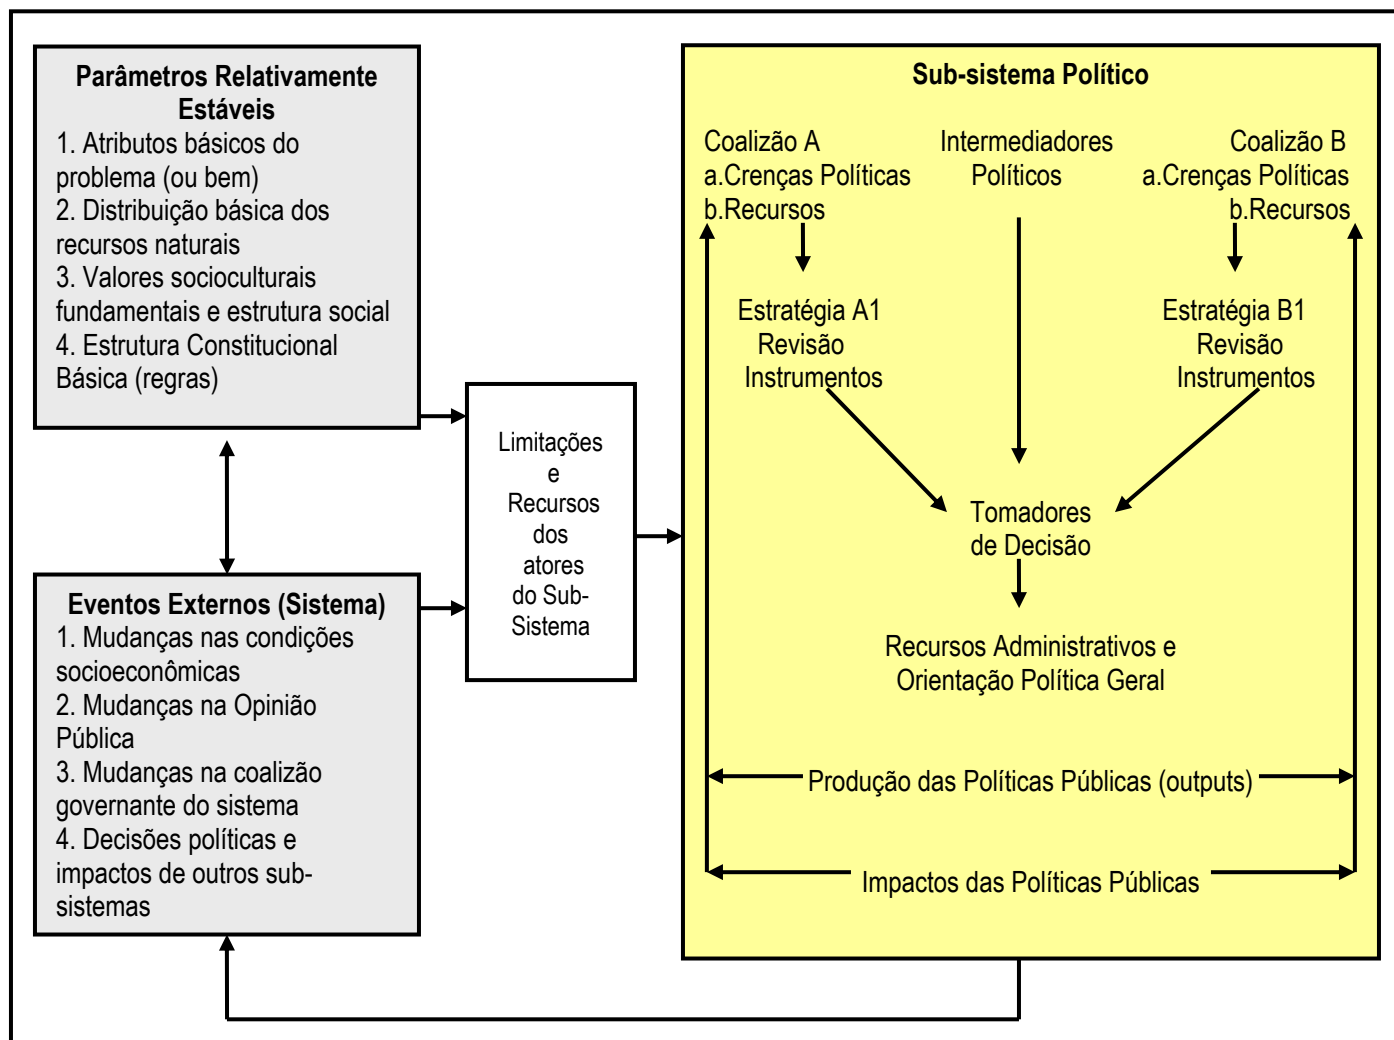 Parâmetros Relativamente
Estáveis
1. Atributos básicos do
problema (ou bem)
2. Distribuição básica dos
recursos naturais
3. Valores socioculturais
fundamentais e estrutura social
4. Estrutura Constitucional
Básica (regras)
Eventos Externos (Sistema)
1. Mudanças nas condições
socioeconômicas
2. Mudanças na Opinião
Pública
3. Mudanças na coalizão
governante do sistema
4. Decisões políticas e
impactos de outros sub-
sistemas
Limitações
e
Recursos
dos
atores
do Sub-
Sistema
Sub-sistema Político
Coalizão A
a.Crenças Políticas
b.Recursos
Intermediadores
Políticos
Coalizão B
a.Crenças Políticas
b.Recursos
Estratégia A1
Revisão
Instrumentos
Estratégia B1
Revisão
Instrumentos
Tomadores
de Decisão
Recursos Administrativos e
Orientação Política Geral
Produção das Políticas Públicas (outputs)
Impactos das Políticas Públicas